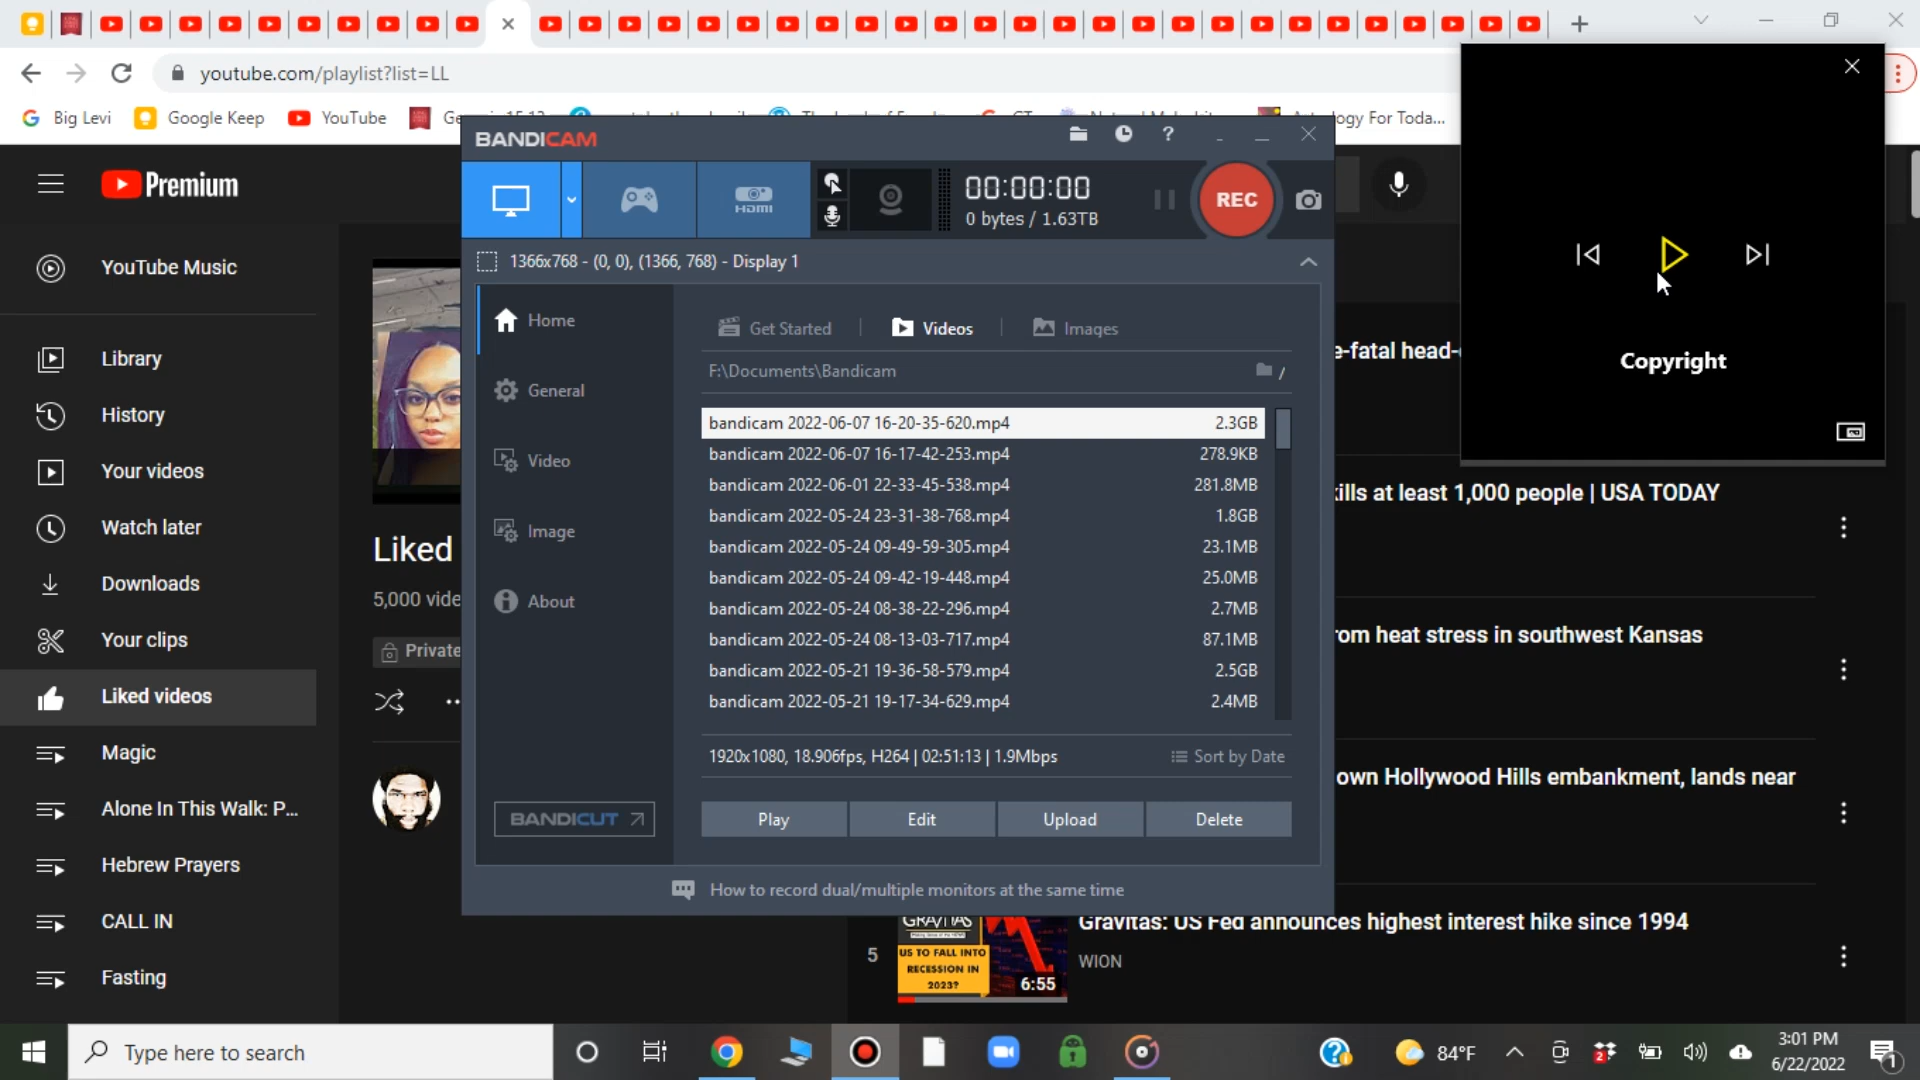 youtube.com/playlist?list=LL
Big Levi
Google Keep
YouTube
ogy For Toda...
BANDICAM
?
Premium
HDMI
00:00:00
0 bytes / 1.63TB
REC
1366x768 - (0, 0), (1366, 768) - Display 1
YouTube Music
Library
History
Your videos
Watch later
Downloads
Your clips
Liked videos
Magic
Alone In This Walk: P...
Hebrew Prayers
CALL IN
Fasting
Liked
5,000 vide
Private
Home
General
Video
Image
About
BANDICUT
Get Started
Videos
Images
F:\Documents\Bandicam
/
bandicam 2022-06-07 16-20-35-620.mp4 2.3GB
bandicam 2022-06-07 16-17-42-253.mp4 278.9KB
bandicam 2022-06-01 22-33-45-538.mp4 281.8MB
bandicam 2022-05-24 23-31-38-768.mp4 1.8GB
bandicam 2022-05-24 09-49-59-305.mp4 23.1MB
bandicam 2022-05-24 09-42-19-448.mp4 25.0MB
bandicam 2022-05-24 08-38-22-296.mp4 2.7MB
bandicam 2022-05-24 08-13-03-717.mp4 87.1MB
bandicam 2022-05-21 19-36-58-579.mp4 2.5GB
bandicam 2022-05-21 19-17-34-629.mp4 2.4MB
1920x1080, 18.906fps, H264 | 02:51:13 | 1.9Mbps
Sort by Date
Play
Edit
Upload
Delete
How to record dual/multiple monitors at the same time
Copyright
e-fatal head-
ills at least 1,000 people | USA TODAY
rom heat stress in southwest Kansas
own Hollywood Hills embankment, lands near
5
GRAVITAS
US TO FALL INTO
RECESSION IN
2023?
6:55
Gravitas: US Fed announces highest interest hike since 1994
WION
Type here to search
84°F
2
3:01 PM
6/22/2022
1